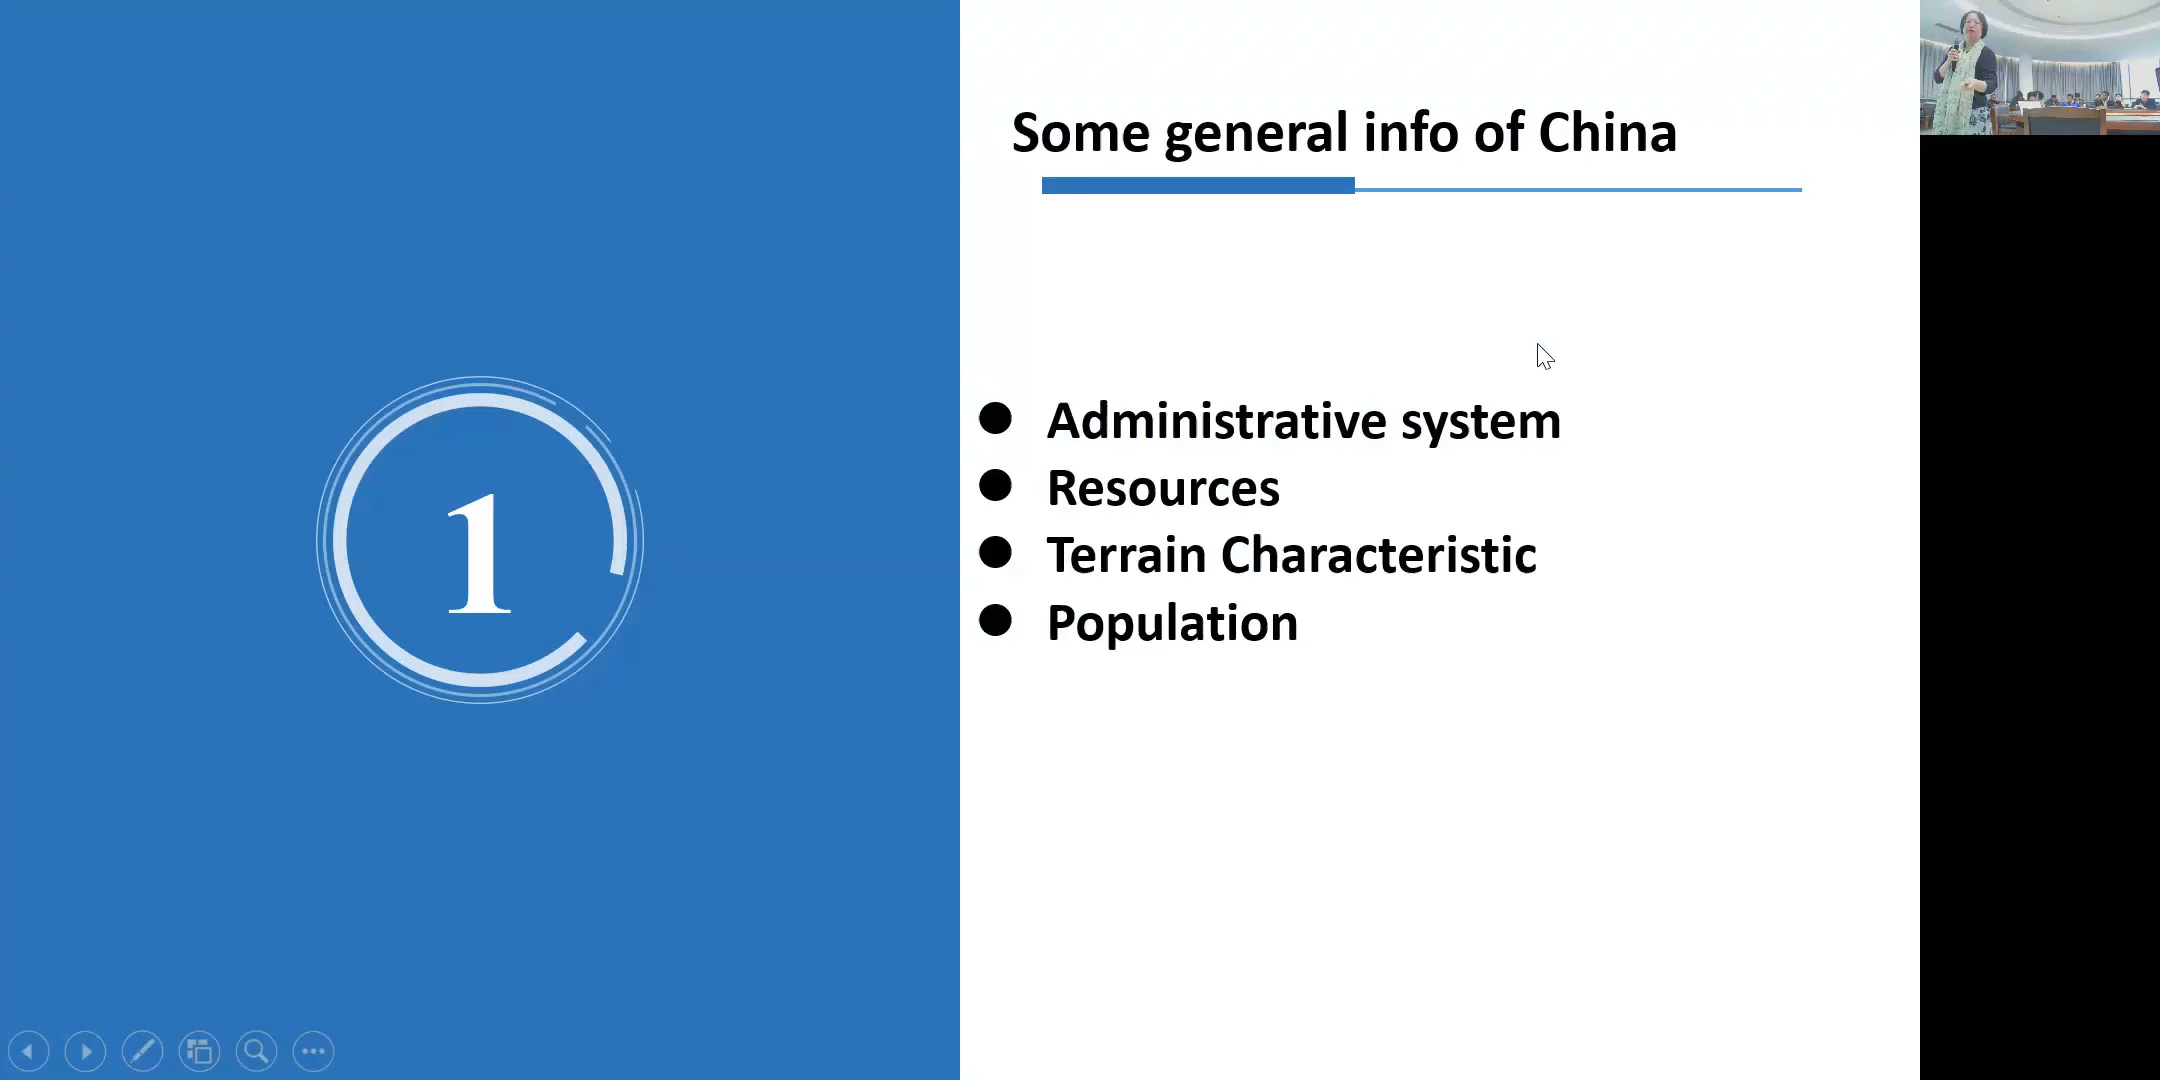 1
Some general info of China
● Administrative system
● Resources
● Terrain Characteristic
● Population